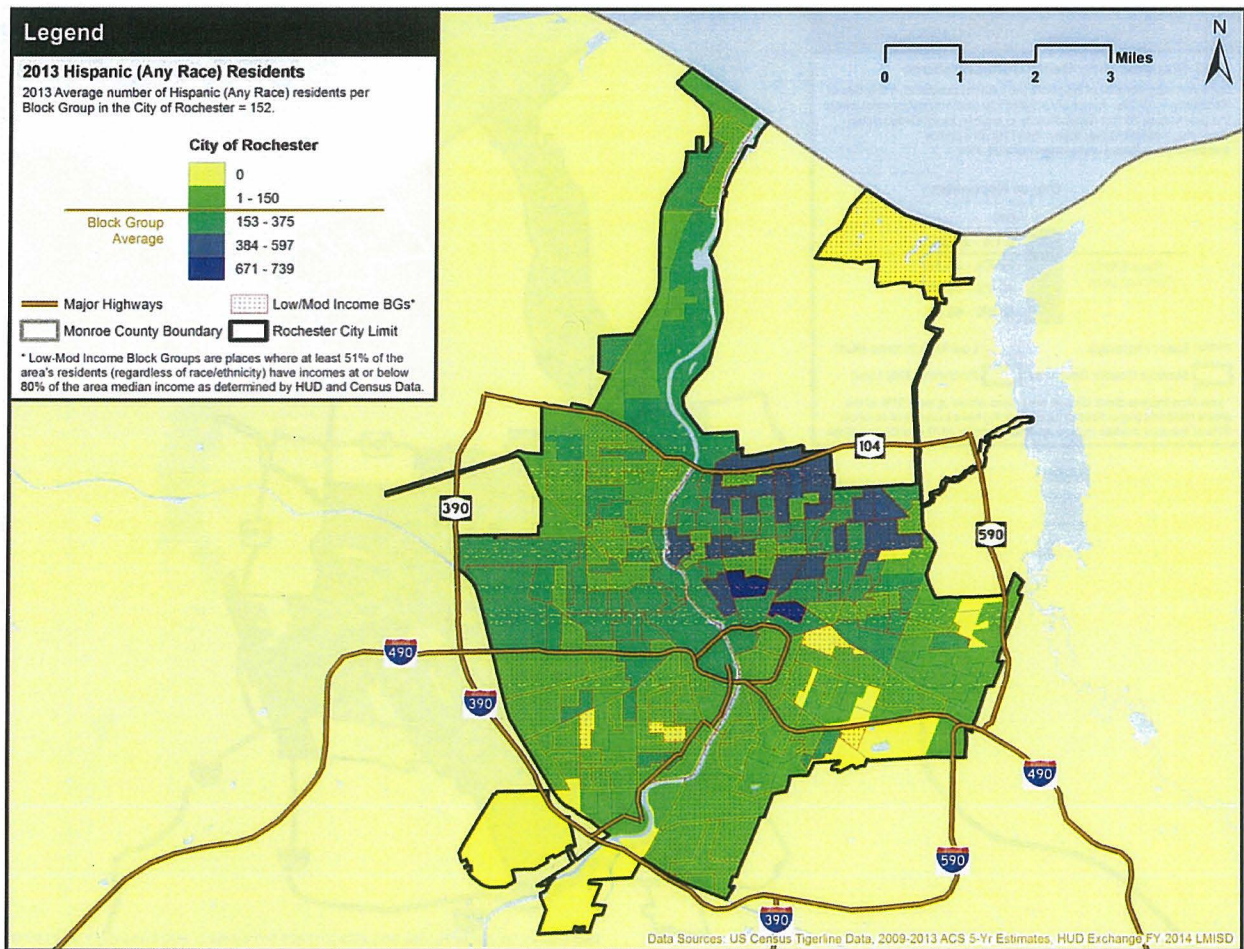 Legend
2013 Hispanic (Any Race) Residents
2013 Average number of Hispanic (Any Race) residents per
Block Group in the City of Rochester = 152.
City of Rochester
0
1 - 150
Block Group
Average
153 - 375
384 - 597
671 - 739
Major Highways
Low/Mod Income BGs*
Monroe County Boundary
Rochester City Limit
* Low-Mod Income Block Groups are places where at least 51% of the
area's residents (regardless of race/ethnicity) have incomes at or below
80% of the area median income as determined by HUD and Census Data.
N
Miles
0 1 2 3
104
390
590
490
390
490
590
390
Data Sources: US Census Tigerline Data, 2009-2013 ACS 5-Yr Estimates, HUD Exchange FY 2014 LMISD